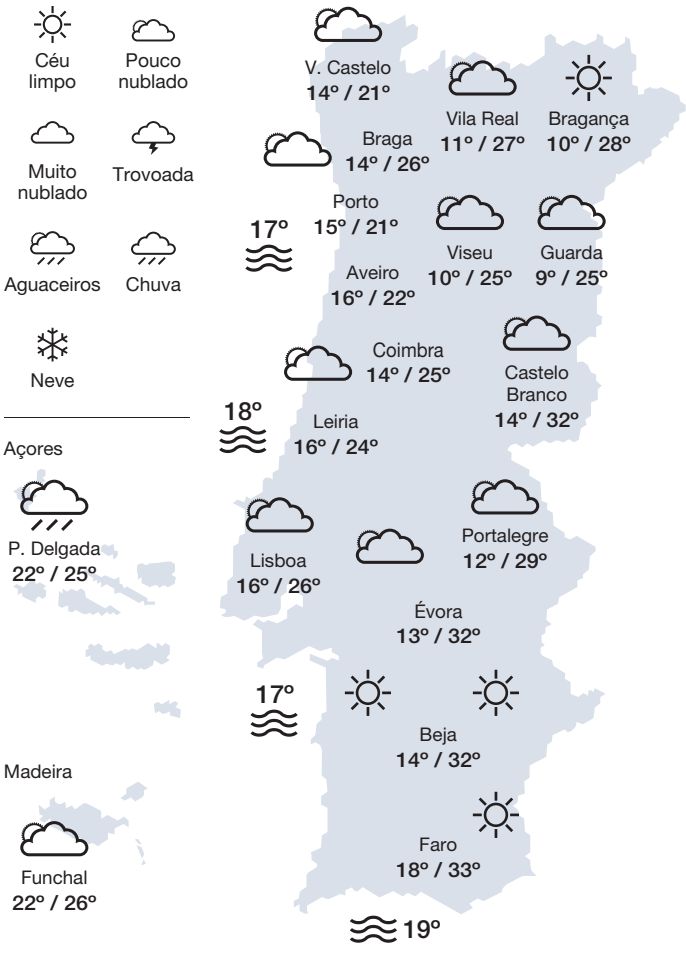 Céu
limpo
Pouco
nublado
Muito
nublado
Trovoada
Aguaceiros
Chuva
Neve
Açores
P. Delgada
22º / 25º
Madeira
Funchal
22º / 26º
V. Castelo
14º / 21º
Vila Real
11º / 27º
Bragança
10º / 28º
Braga
14º / 26º
Porto
15º / 21º
17º
Viseu
10º / 25º
Guarda
9º / 25º
Aveiro
16º / 22º
Coimbra
14º / 25º
Castelo
Branco
14º / 32º
18º
Leiria
16º / 24º
Lisboa
16º / 26º
Portalegre
12º / 29º
Évora
13º / 32º
17º
Beja
14º / 32º
Faro
18º / 33º
19º